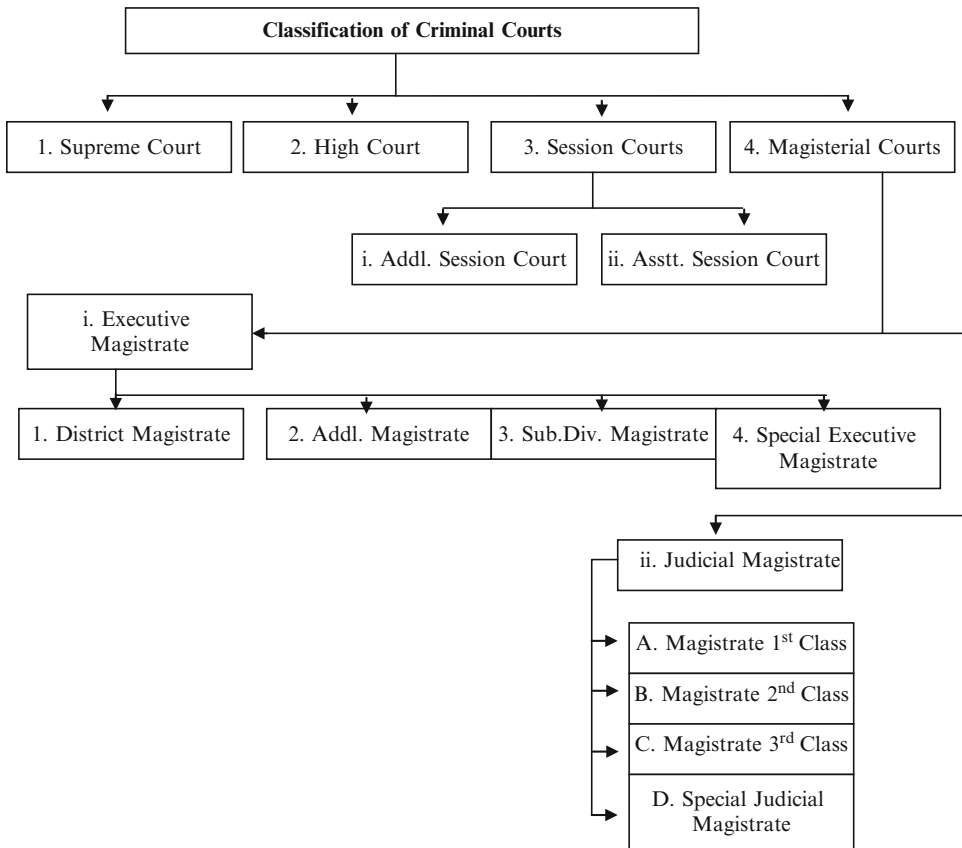 Classification of Criminal Courts
1. Supreme Court
2. High Court
3. Session Courts
4. Magisterial Courts
i. Addl. Session Court
ii. Asstt. Session Court
i. Executive
Magistrate
1. District Magistrate
2. Addl. Magistrate
3. Sub.Div. Magistrate
4. Special Executive
Magistrate
ii. Judicial Magistrate
A. Magistrate 1st Class
B. Magistrate 2nd Class
C. Magistrate 3rd Class
D. Special Judicial
Magistrate